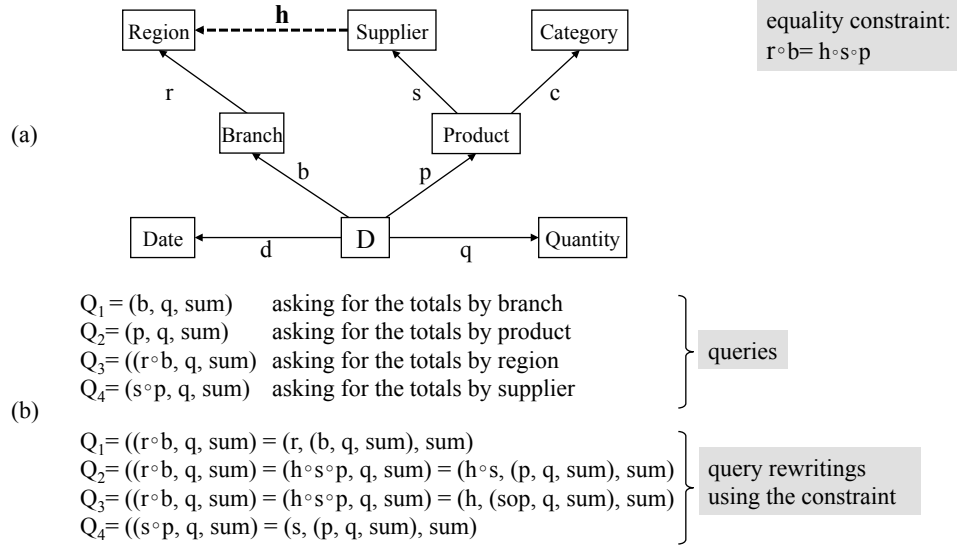 h
Region
Supplier
Category
equality constraint:
r∘b= h∘s∘p
r
s
c
(a)
Branch
Product
b
p
Date
D
Quantity
d
q
Q₁ = (b, q, sum) asking for the totals by branch
Q₂= (p, q, sum) asking for the totals by product
Q₃= ((r∘b, q, sum) asking for the totals by region
Q₄= (s∘p, q, sum) asking for the totals by supplier
queries
(b)
Q₁= ((r∘b, q, sum) = (r, (b, q, sum), sum)
Q₂= ((r∘b, q, sum) = (h∘s∘p, q, sum) = (h∘s, (p, q, sum), sum)
Q₃= ((r∘b, q, sum) = (h∘s∘p, q, sum) = (h, (sop, q, sum), sum)
Q₄= ((s∘p, q, sum) = (s, (p, q, sum), sum)
query rewritings
using the constraint